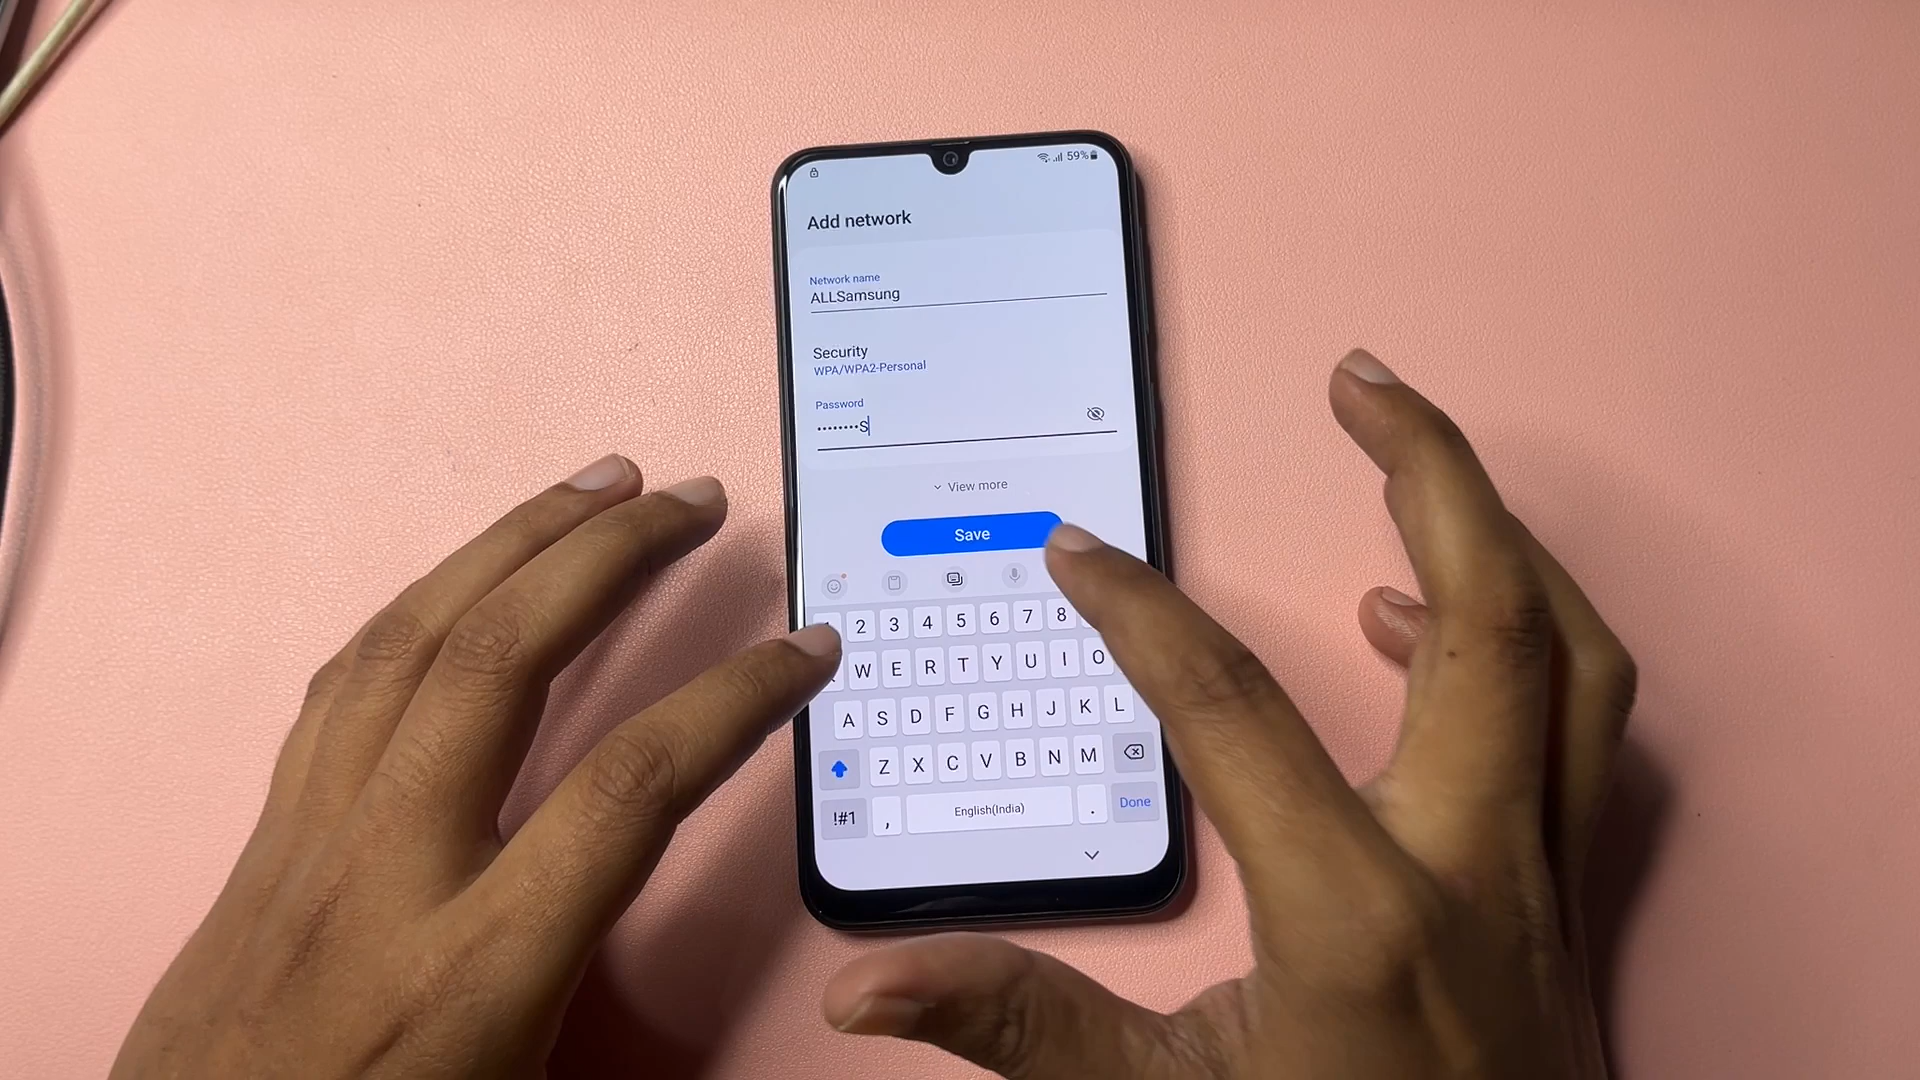 59%
Add network
Network name
ALLSamsung
Security
WPA/WPA2-Personal
Password
••••••••S
View more
Save
2 3 4 5 6 7 8
W E R T Y U I O
A S D F G H J K L
Z X C V B N M
!#1 , English(India) . Done